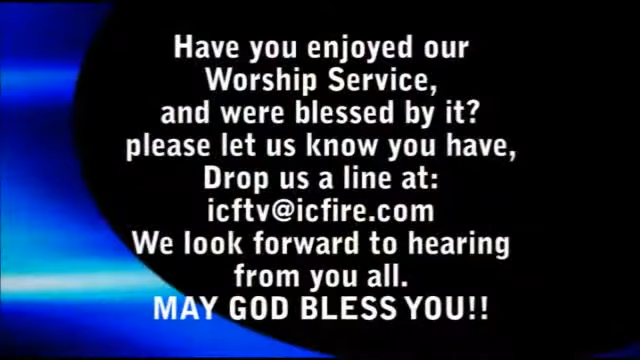 Have you enjoyed our
Worship Service,
and were blessed by it?
please let us know you have,
Drop us a line at:
icftv@icfire.com
We look forward to hearing
from you all.
MAY GOD BLESS YOU!!